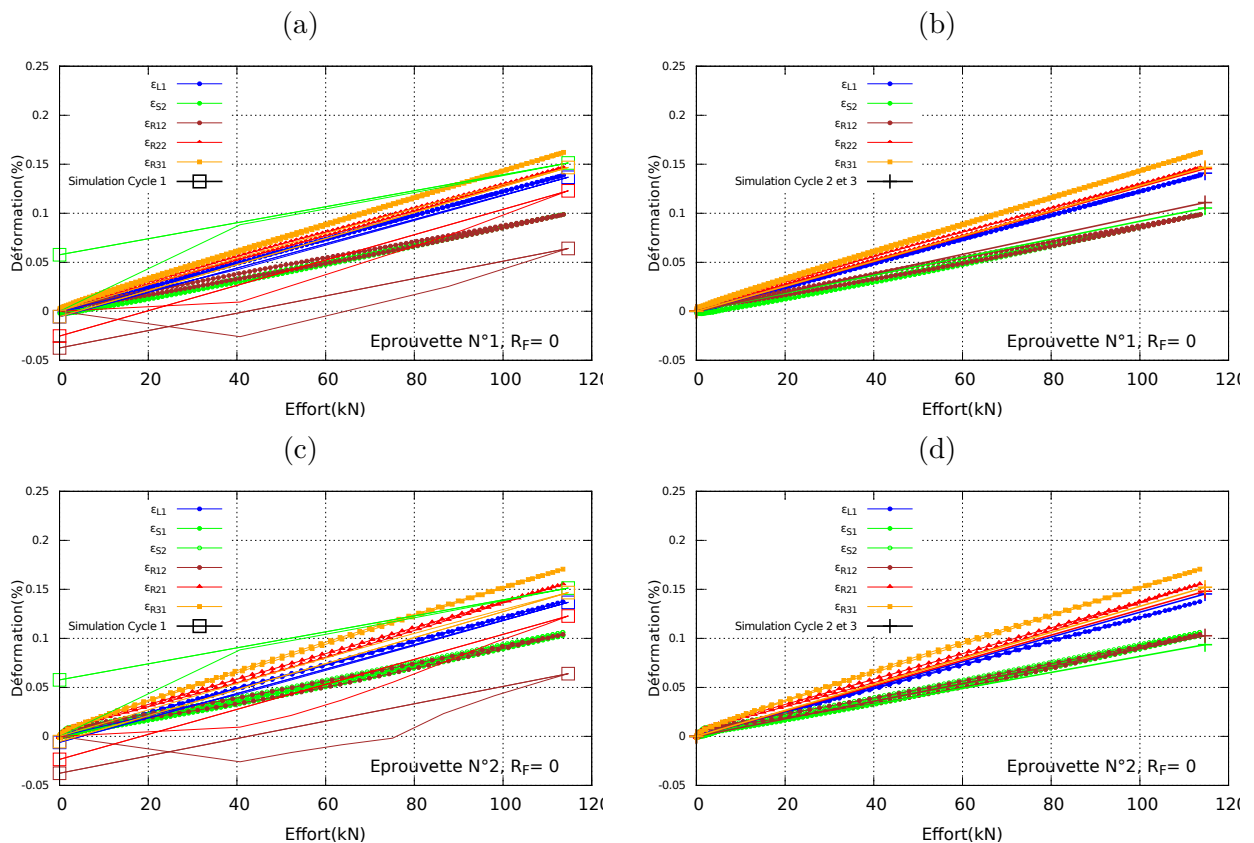 (a)
0.25
0.2
0.15
0.1
0.05
0
-0.05
Déformation(%)
εL1
εS2
εR12
εR22
εR31
Simulation Cycle 1
Eprouvette N°1, RF= 0
0 20 40 60 80 100 120
Effort(kN)
(b)
0.25
0.2
0.15
0.1
0.05
0
-0.05
Déformation(%)
εL1
εS2
εR12
εR22
εR31
Simulation Cycle 2 et 3
Eprouvette N°1, RF= 0
0 20 40 60 80 100 120
Effort(kN)
(c)
0.25
0.2
0.15
0.1
0.05
0
-0.05
Déformation(%)
εL1
εS1
εS2
εR12
εR21
εR31
Simulation Cycle 1
Eprouvette N°2, RF= 0
0 20 40 60 80 100 120
Effort(kN)
(d)
0.25
0.2
0.15
0.1
0.05
0
-0.05
Déformation(%)
εL1
εS1
εS2
εR12
εR21
εR31
Simulation Cycle 2 et 3
Eprouvette N°2, RF= 0
0 20 40 60 80 100 120
Effort(kN)